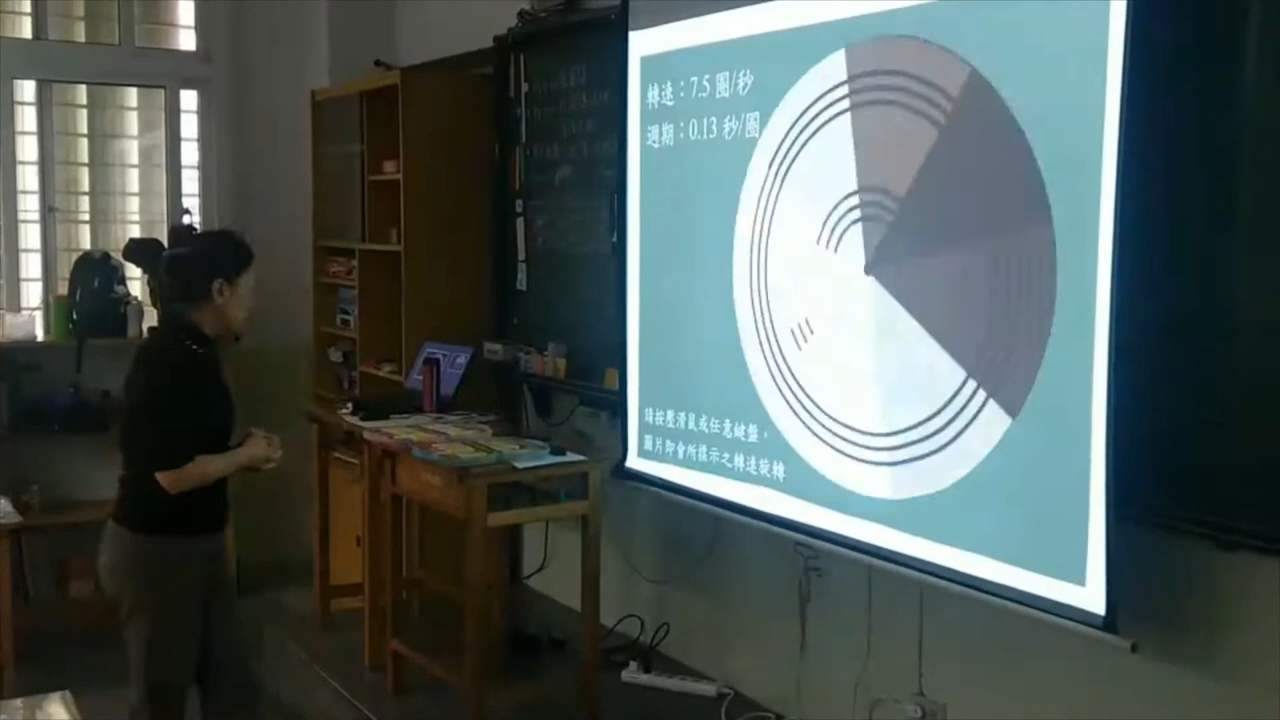 轉速：7.5 圈/秒
週期：0.13 秒/圈
請按壓滑鼠或任意鍵盤，
圖片即會所標示之轉速旋轉